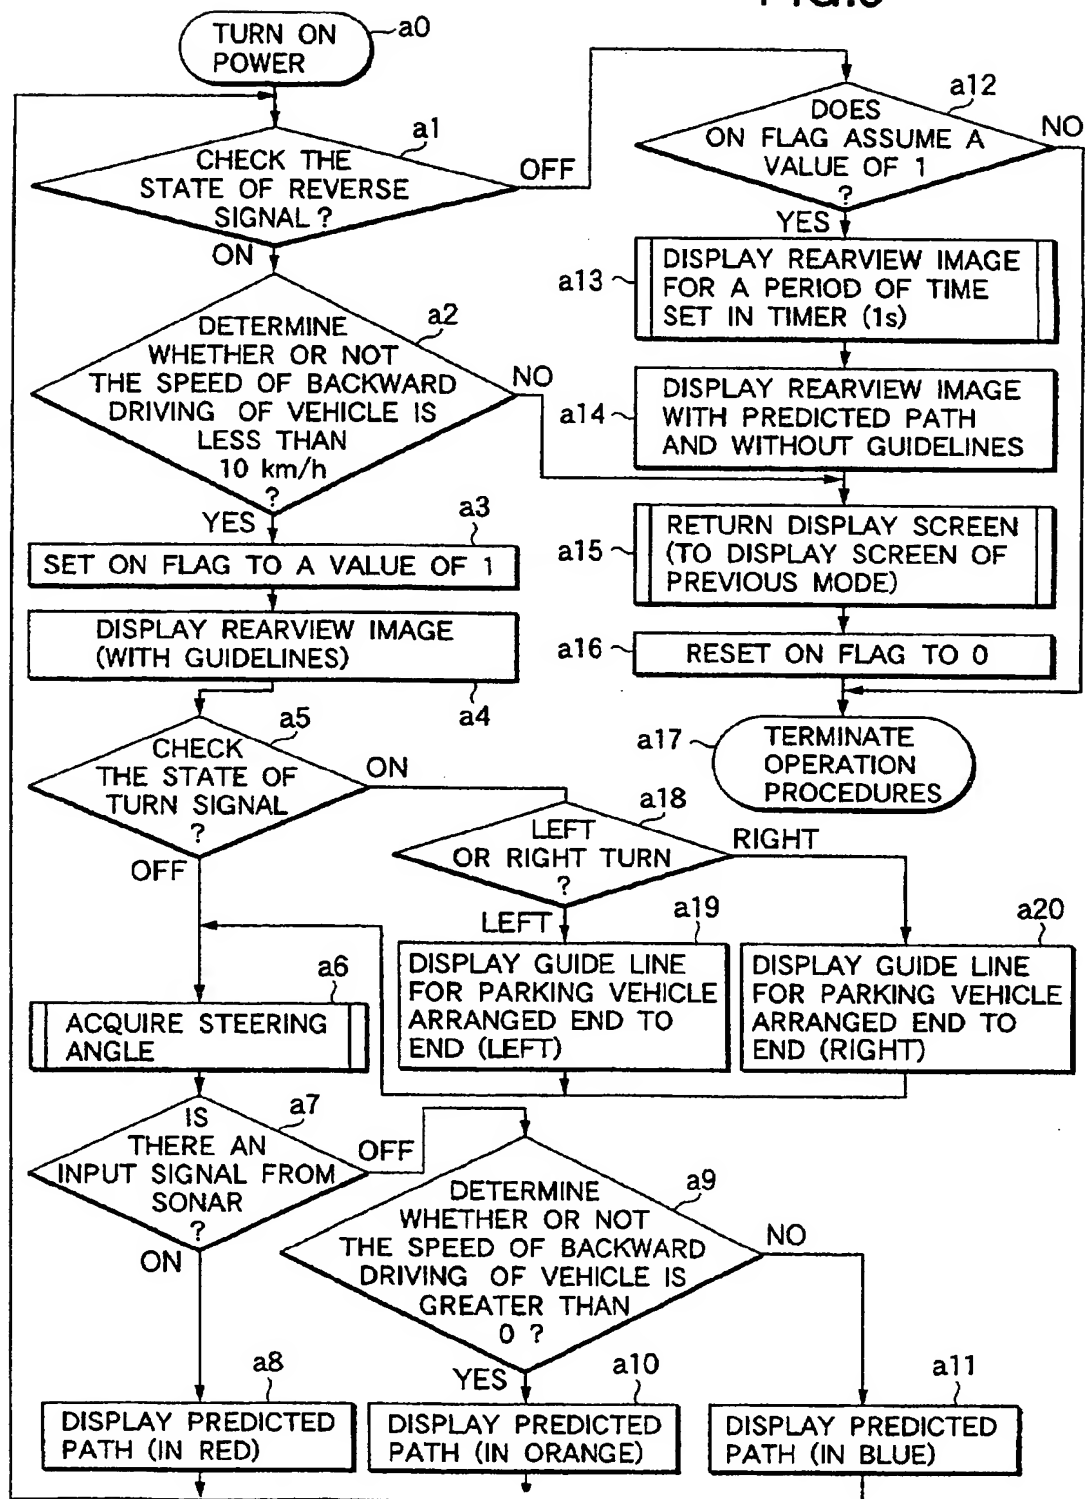 TURN ON
POWER
a0
a1
CHECK THE
STATE OF REVERSE
SIGNAL ?
OFF
ON
a2
DETERMINE
WHETHER OR NOT
THE SPEED OF BACKWARD
DRIVING OF VEHICLE IS
LESS THAN
10 km/h
?
NO
YES
a3
SET ON FLAG TO A VALUE OF 1
DISPLAY REARVIEW IMAGE
(WITH GUIDELINES)
a4
a5
CHECK
THE STATE OF
TURN SIGNAL
?
ON
OFF
a12
DOES
ON FLAG ASSUME A
VALUE OF 1
?
NO
YES
a13
DISPLAY REARVIEW IMAGE
FOR A PERIOD OF TIME
SET IN TIMER (1s)
a14
DISPLAY REARVIEW IMAGE
WITH PREDICTED PATH
AND WITHOUT GUIDELINES
a15
RETURN DISPLAY SCREEN
(TO DISPLAY SCREEN OF
PREVIOUS MODE)
a16
RESET ON FLAG TO 0
a17
TERMINATE
OPERATION
PROCEDURES
a18
LEFT
OR RIGHT TURN
?
RIGHT
LEFT
a19
DISPLAY GUIDE LINE
FOR PARKING VEHICLE
ARRANGED END TO
END (LEFT)
a20
DISPLAY GUIDE LINE
FOR PARKING VEHICLE
ARRANGED END TO
END (RIGHT)
a6
ACQUIRE STEERING
ANGLE
a7
IS
THERE AN
INPUT SIGNAL FROM
SONAR
?
OFF
ON
a9
DETERMINE
WHETHER OR NOT
THE SPEED OF BACKWARD
DRIVING OF VEHICLE IS
GREATER THAN
0 ?
NO
YES
a8
DISPLAY PREDICTED
PATH (IN RED)
a10
DISPLAY PREDICTED
PATH (IN ORANGE)
a11
DISPLAY PREDICTED
PATH (IN BLUE)